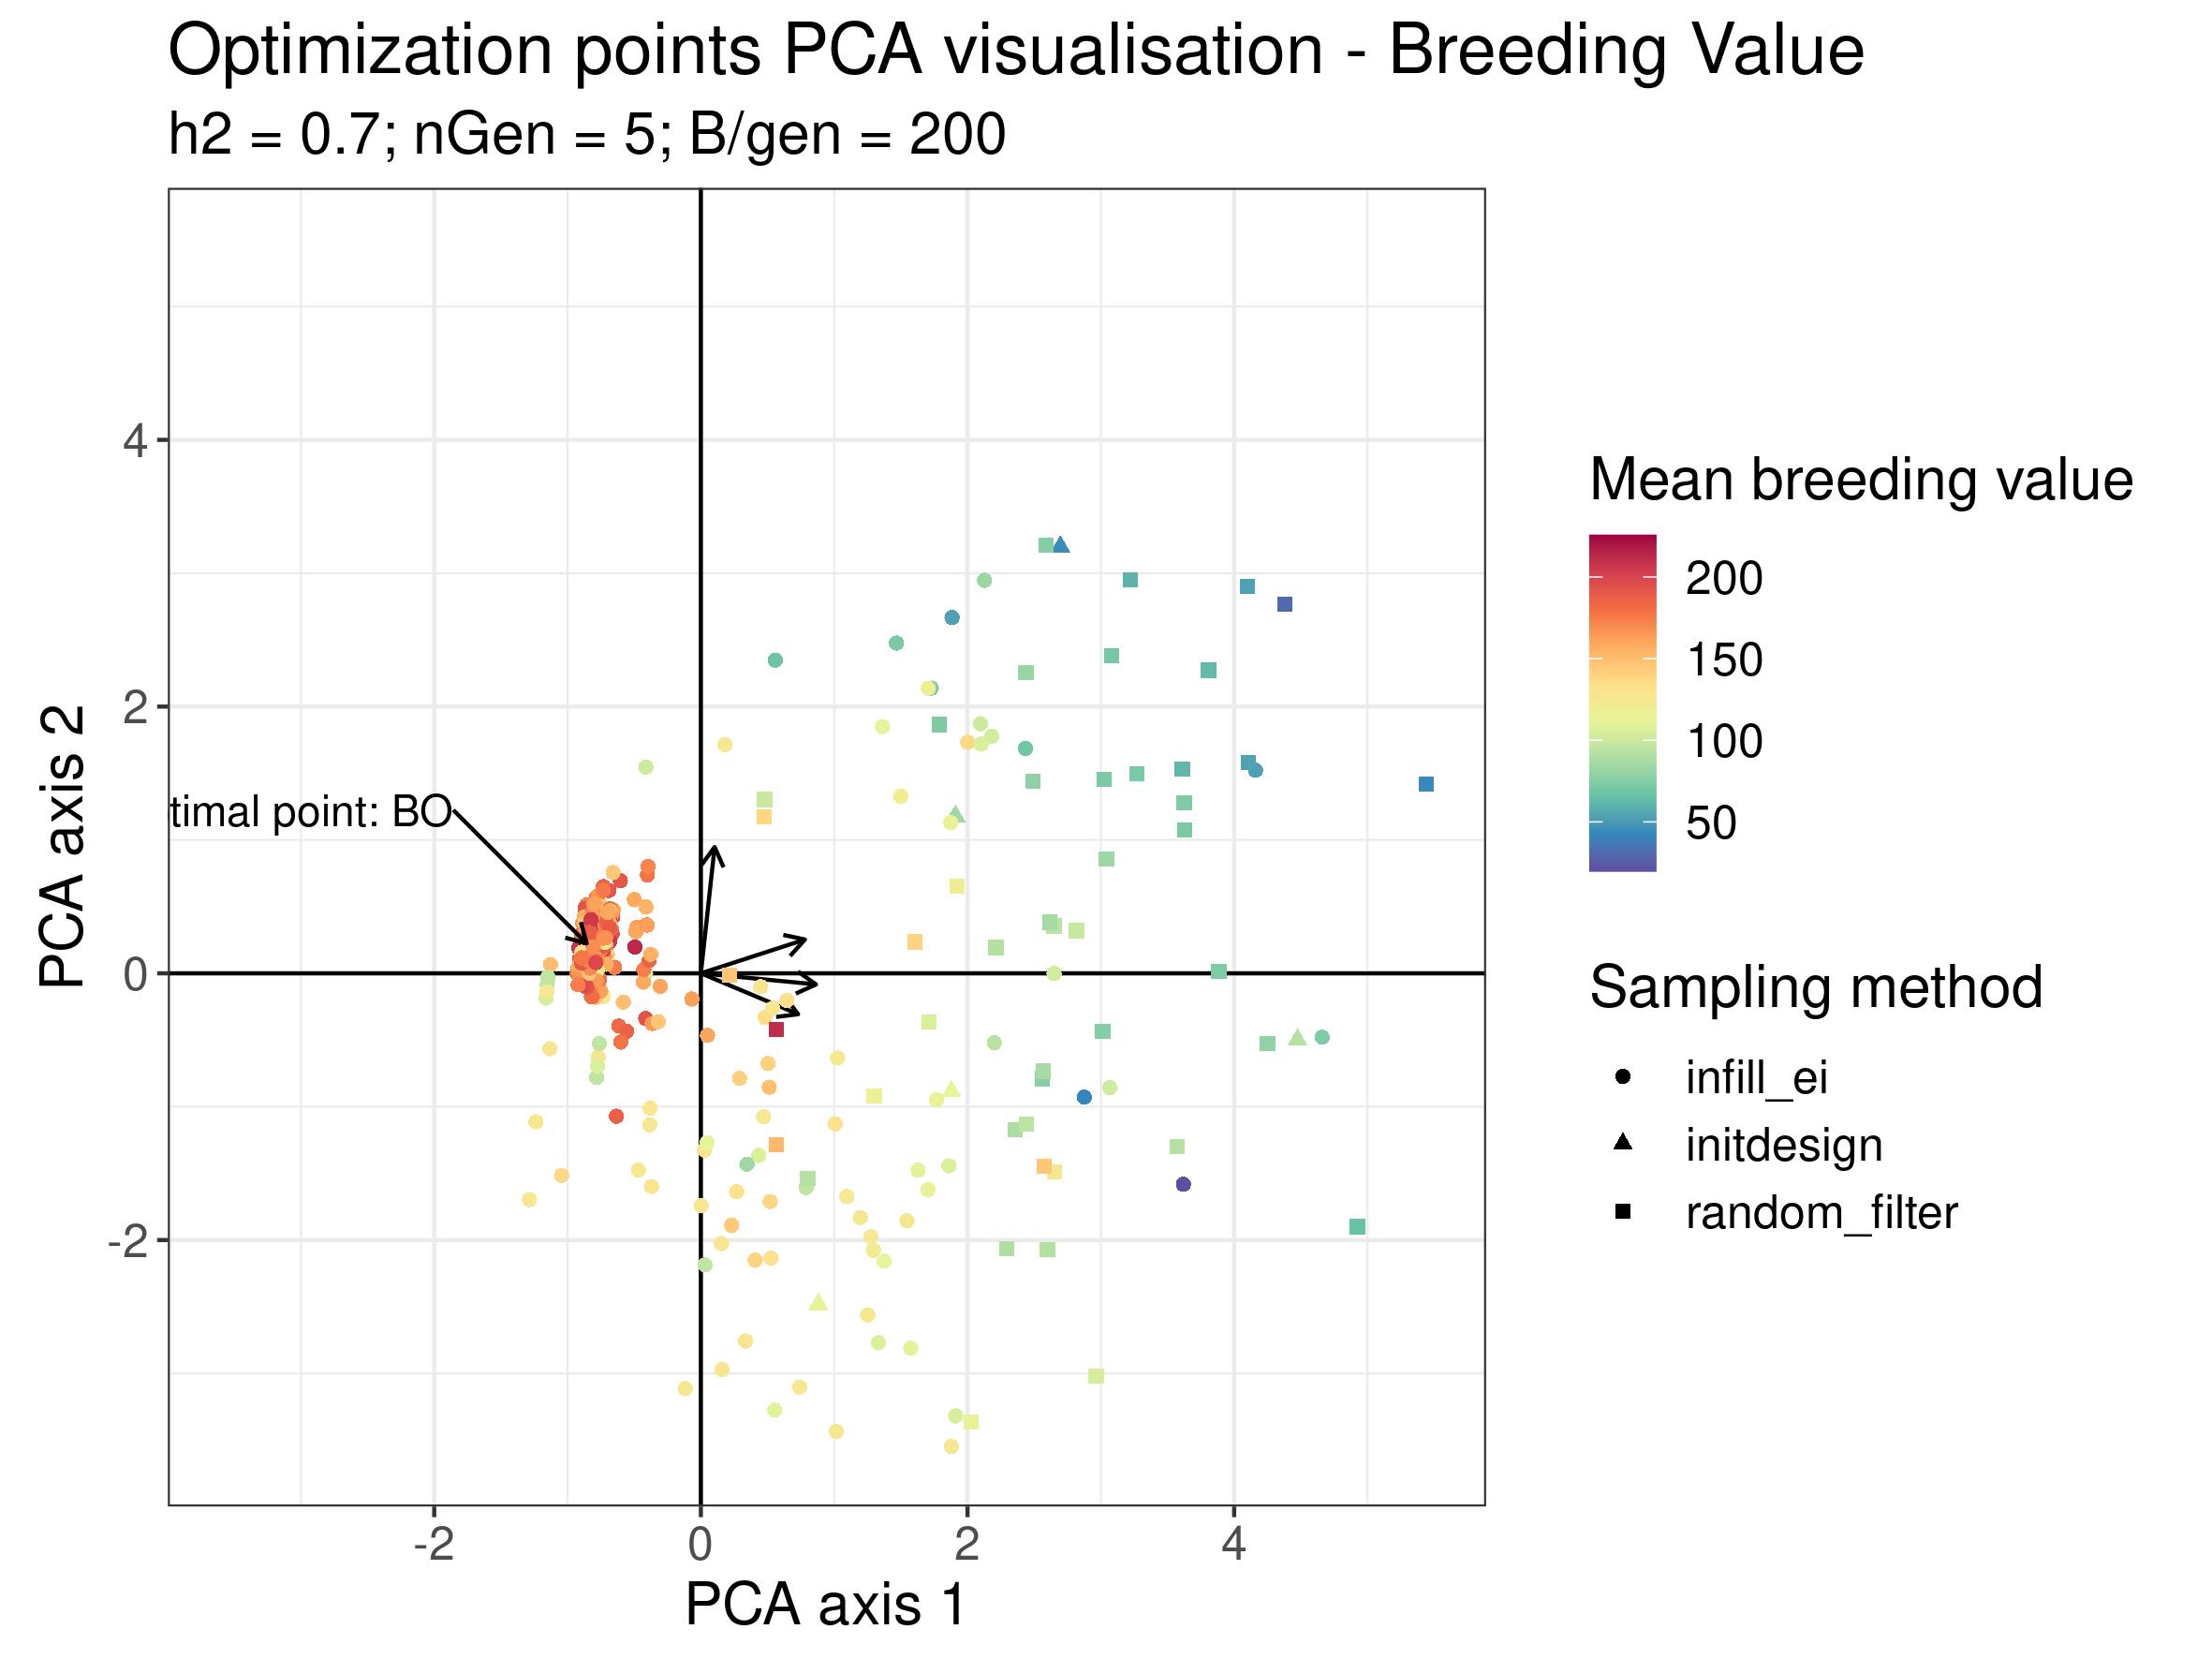 Optimization points PCA visualisation - Breeding Value
h2 = 0.7; nGen = 5; B/gen = 200
PCA axis 2
4
2
0
-2
timal point: BO
-2
0
2
4
PCA axis 1
Mean breeding value
200
150
100
50
Sampling method
infill_ei
initdesign
random_filter